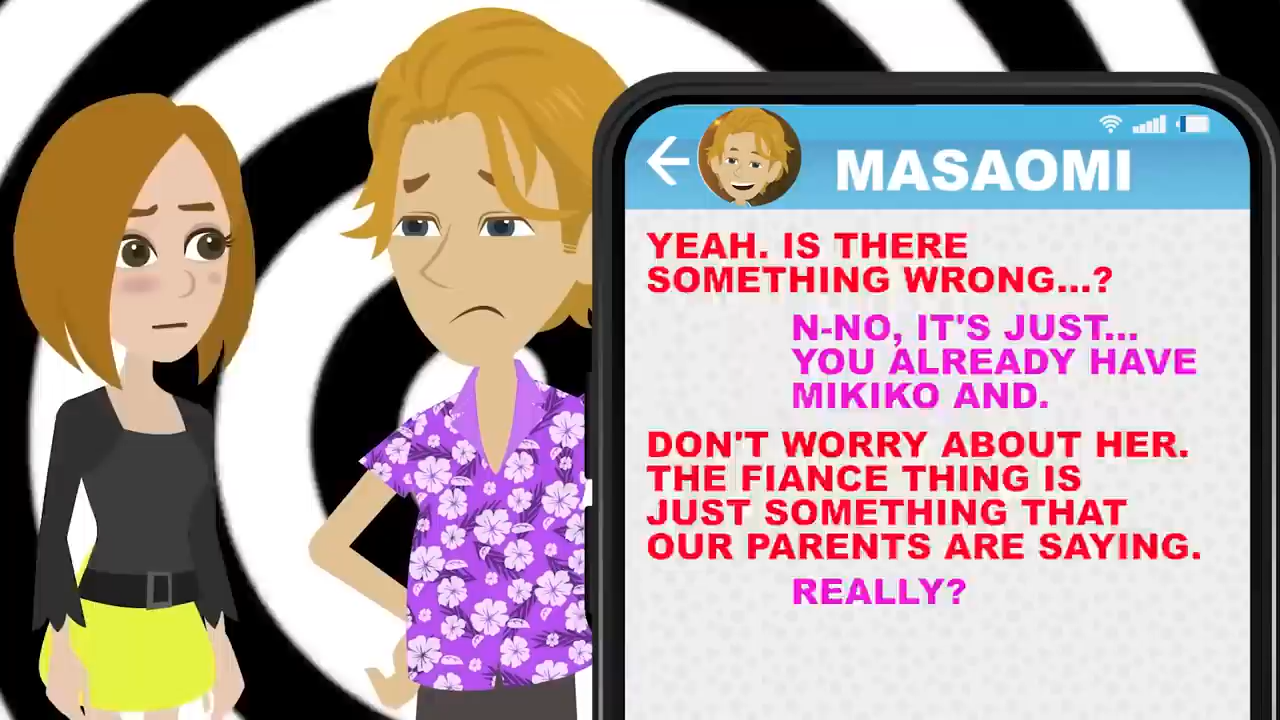 MASAOMI
YEAH. IS THERE
SOMETHING WRONG...?
N-NO, IT'S JUST...
YOU ALREADY HAVE
MIKIKO AND.
DON'T WORRY ABOUT HER.
THE FIANCE THING IS
JUST SOMETHING THAT
OUR PARENTS ARE SAYING.
REALLY?